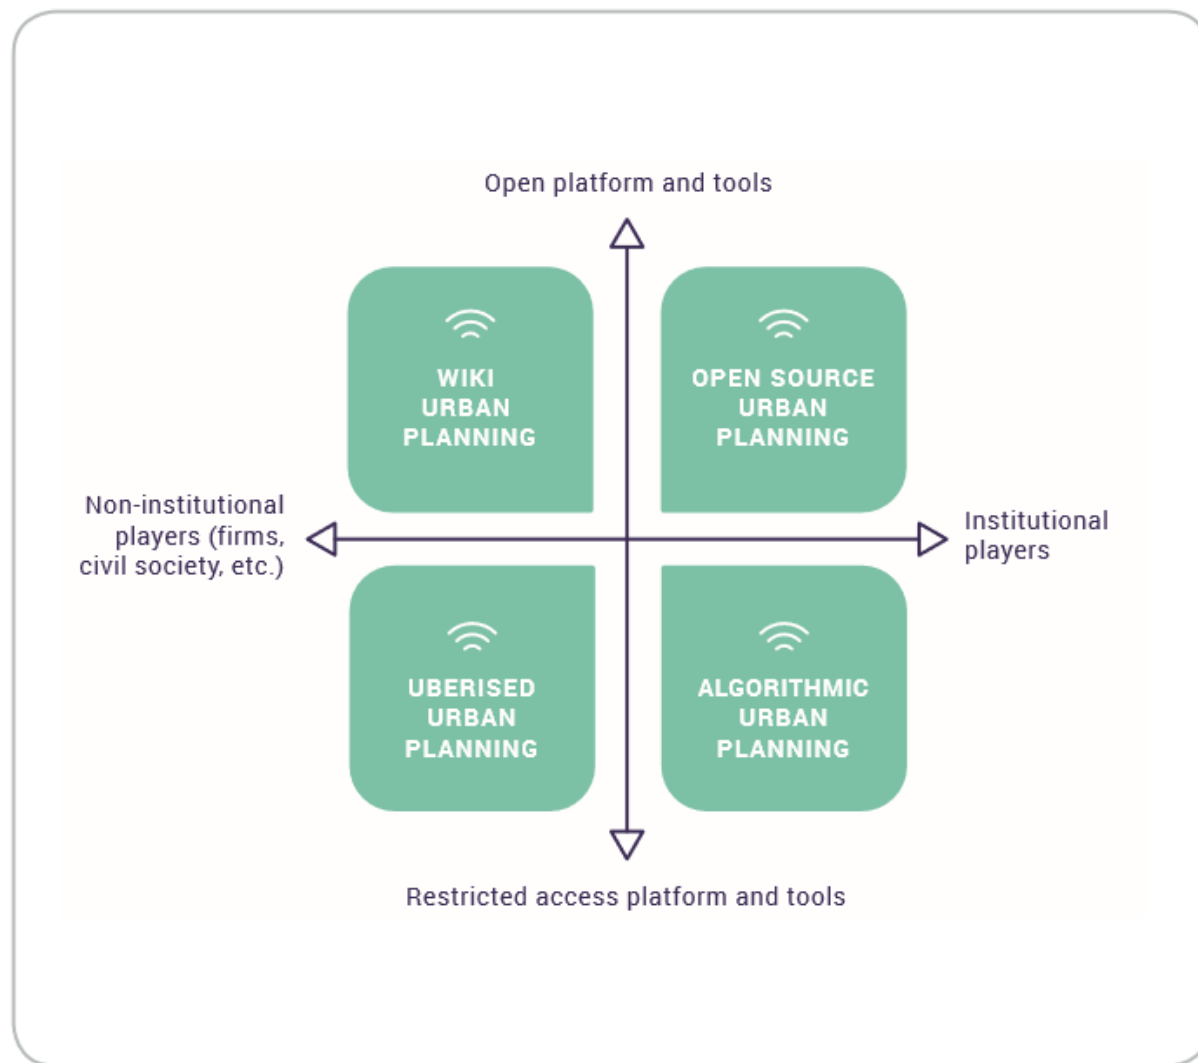 Open platform and tools
WIKI
URBAN
PLANNING
OPEN SOURCE
URBAN
PLANNING
Non-institutional
players (firms,
civil society, etc.)
Institutional
players
UBERISED
URBAN
PLANNING
ALGORITHMIC
URBAN
PLANNING
Restricted access platform and tools